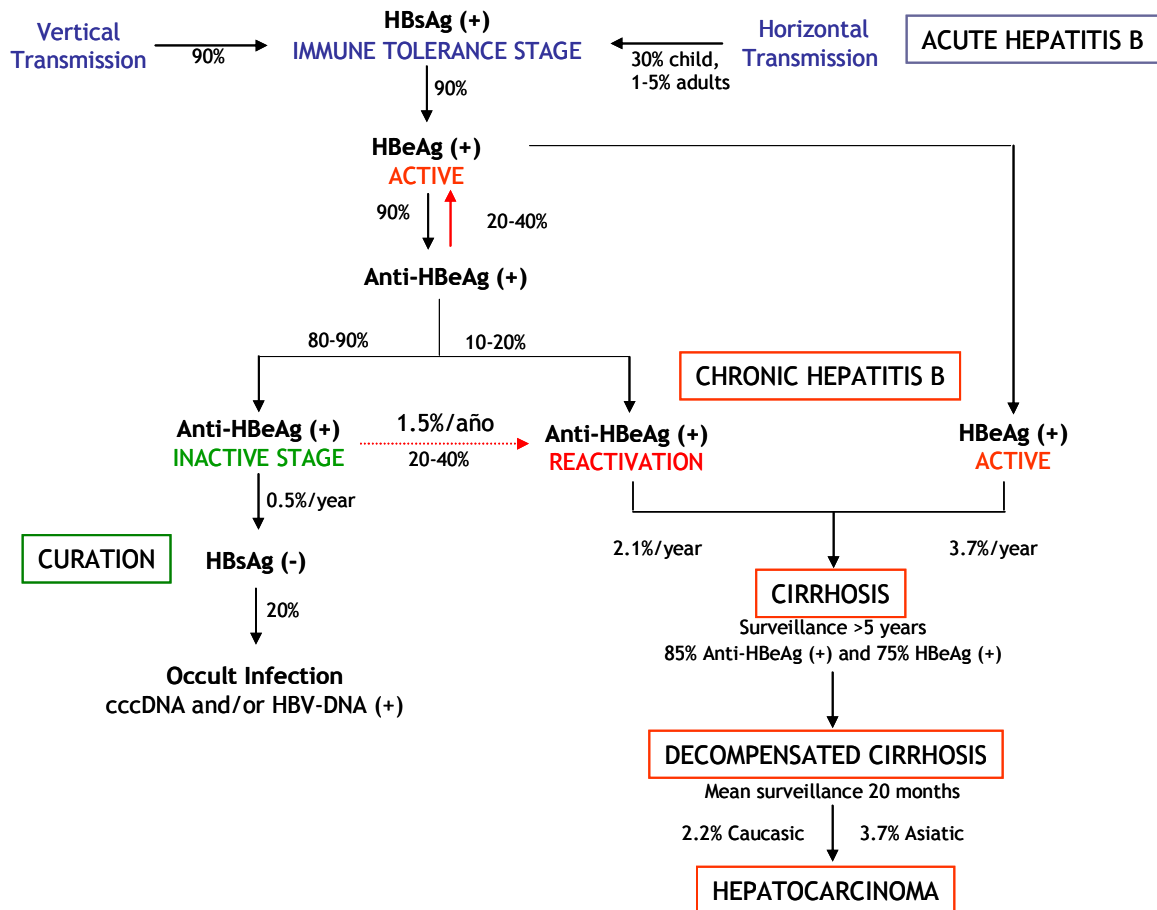 Vertical
Transmission
90%
HBsAg (+)
IMMUNE TOLERANCE STAGE
30% child,
1-5% adults
Horizontal
Transmission
ACUTE HEPATITIS B
90%
HBeAg (+)
ACTIVE
90%
20-40%
Anti-HBeAg (+)
80-90%
10-20%
CHRONIC HEPATITIS B
Anti-HBeAg (+)
INACTIVE STAGE
1.5%/año
20-40%
Anti-HBeAg (+)
REACTIVATION
HBeAg (+)
ACTIVE
0.5%/year
2.1%/year
3.7%/year
CURATION
HBsAg (-)
CIRRHOSIS
20%
Surveillance >5 years
85% Anti-HBeAg (+) and 75% HBeAg (+)
Occult Infection
cccDNA and/or HBV-DNA (+)
DECOMPENSATED CIRRHOSIS
Mean surveillance 20 months
2.2% Caucasic
3.7% Asiatic
HEPATOCARCINOMA